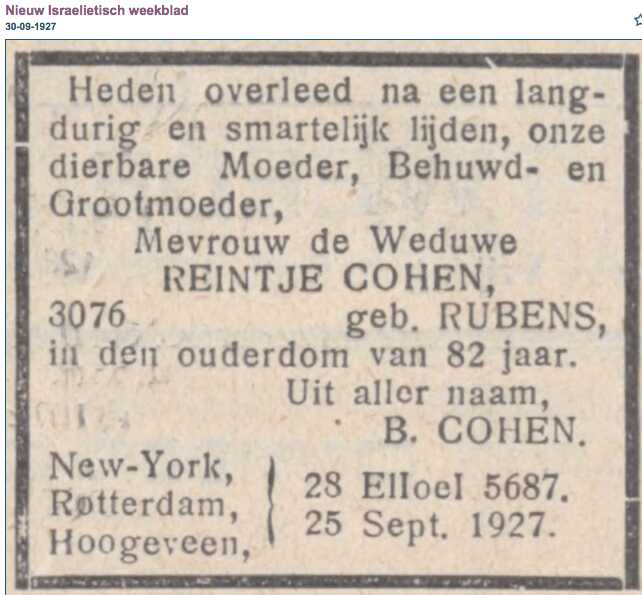 Nieuw Israelietisch weekblad
30-09-1927
Heden overleed na een lang-
durig en smartelijk lijden, onze
dierbare Moeder, Behuwd- en
Grootmoeder,
Mevrouw de Weduwe
REINTJE COHEN,
3076 geb. RUBENS,
in den ouderdom van 82 jaar.
Uit aller naam,
B. COHEN.
New-York,
Rotterdam,
Hoogeveen,
28 Elloel 5687.
25 Sept. 1927.